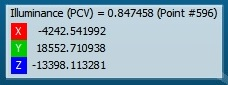 Illuminance (PCV) = 0.847458 (Point #596)
X -4242.541992
Y 18552.710938
Z -13398.113281